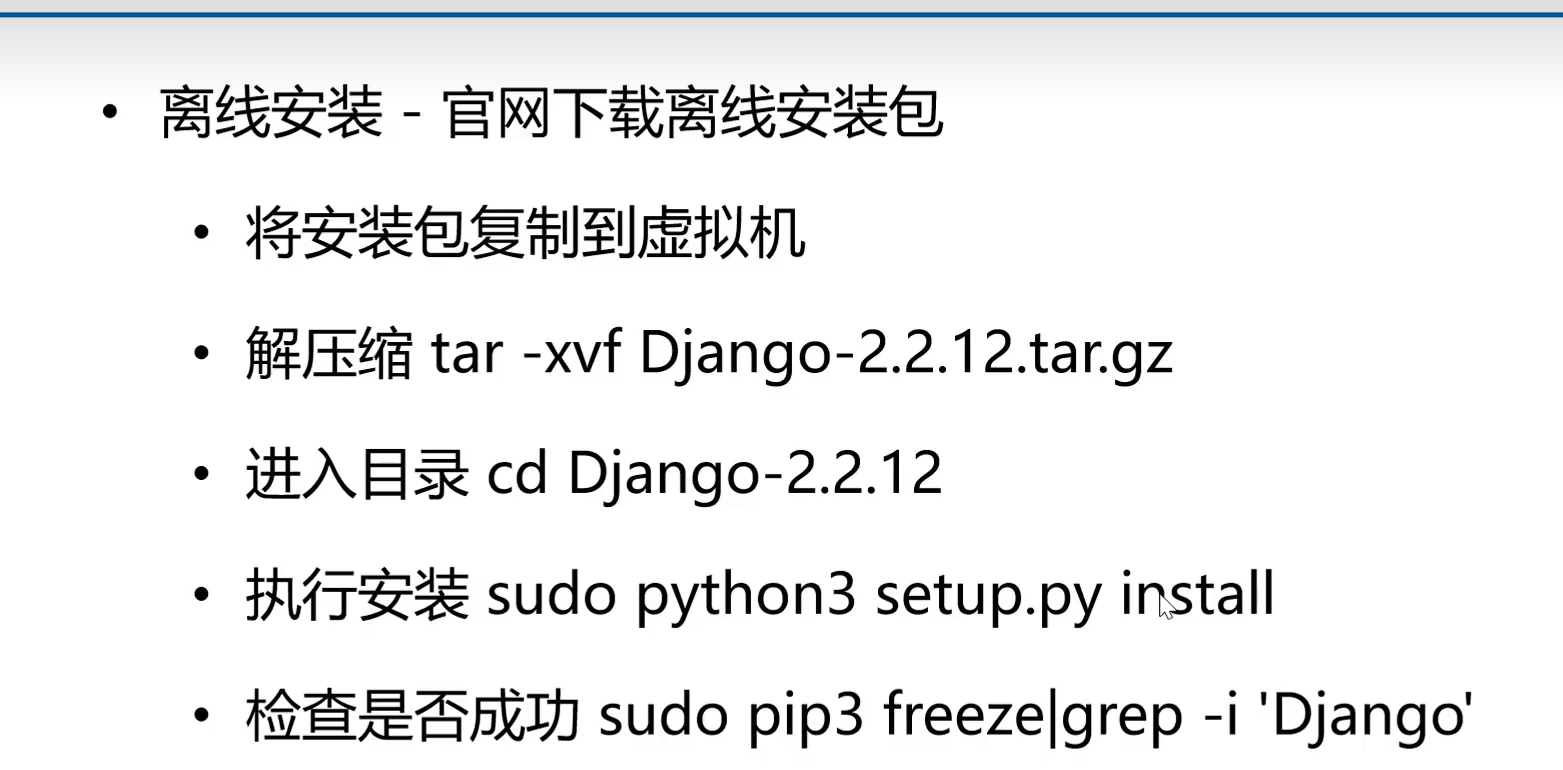 • 离线安装 - 官网下载离线安装包
• 将安装包复制到虚拟机
• 解压缩 tar -xvf Django-2.2.12.tar.gz
• 进入目录 cd Django-2.2.12
• 执行安装 sudo python3 setup.py install
• 检查是否成功 sudo pip3 freeze|grep -i 'Django'